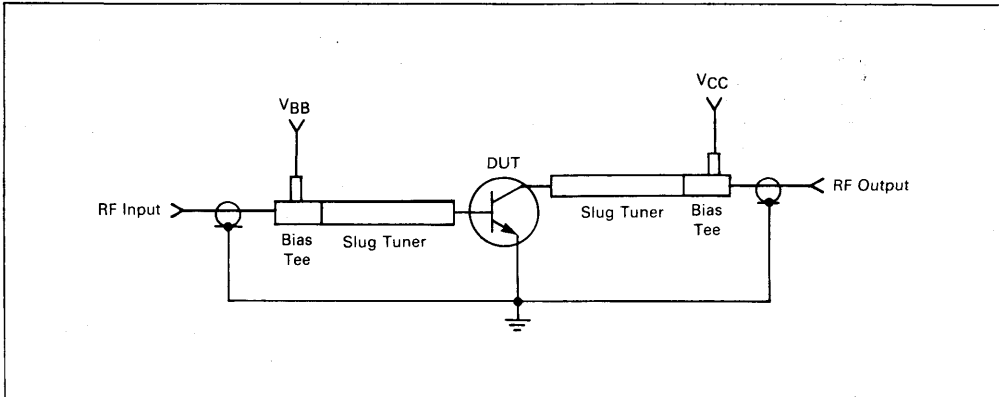 VBB
VCC
DUT
RF Input
Bias
Tee
Slug Tuner
Slug Tuner
Bias
Tee
RF Output